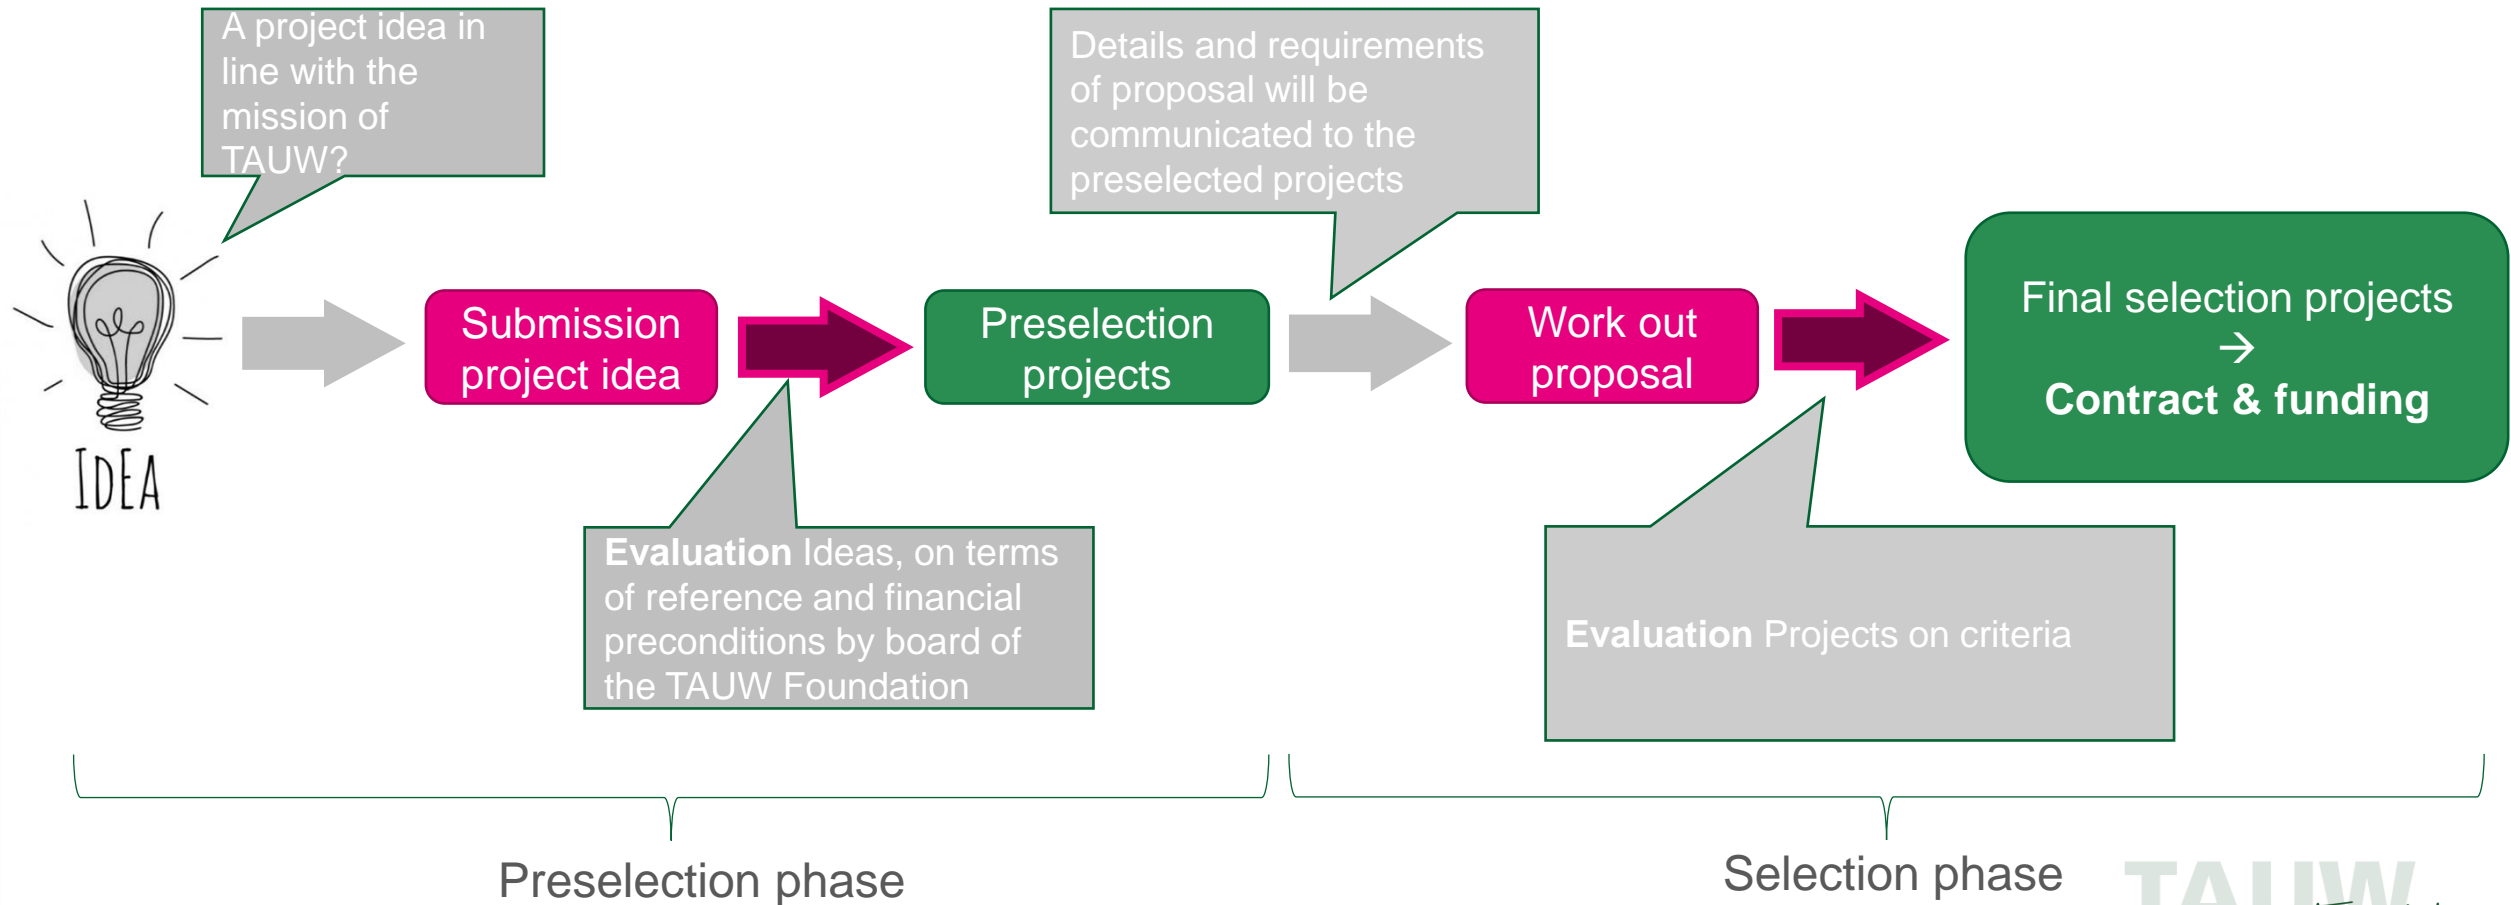 A project idea in
line with the
mission of
TAUW?
Details and requirements
of proposal will be
communicated to the
preselected projects
IDEA
Submission
project idea
Preselection
projects
Work out
proposal
Final selection projects
→
Contract & funding
Evaluation Ideas, on terms
of reference and financial
preconditions by board of
the TAUW Foundation
Evaluation Projects on criteria
Preselection phase
Selection phase
TAUW